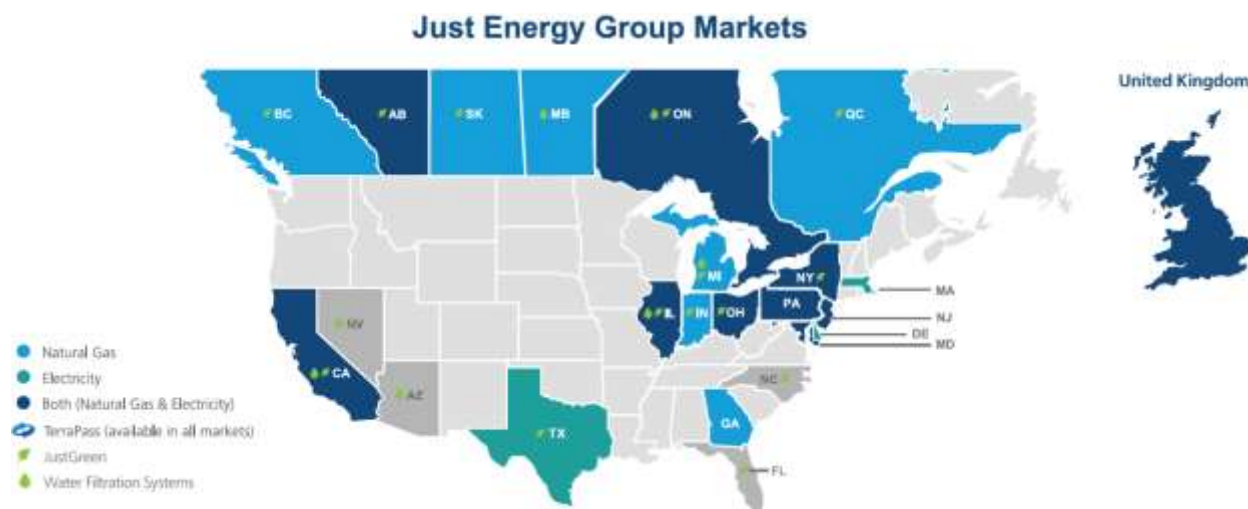 Just Energy Group Markets
United Kingdom
BC
AB
SK
MB
ON
QC
MI
NY
MA
IL
IN
OH
PA
NJ
DE
MD
NV
CA
AZ
NC
TX
GA
FL
Natural Gas
Electricity
Both (Natural Gas & Electricity)
TerraPass (available in all markets)
JustGreen
Water Filtration Systems